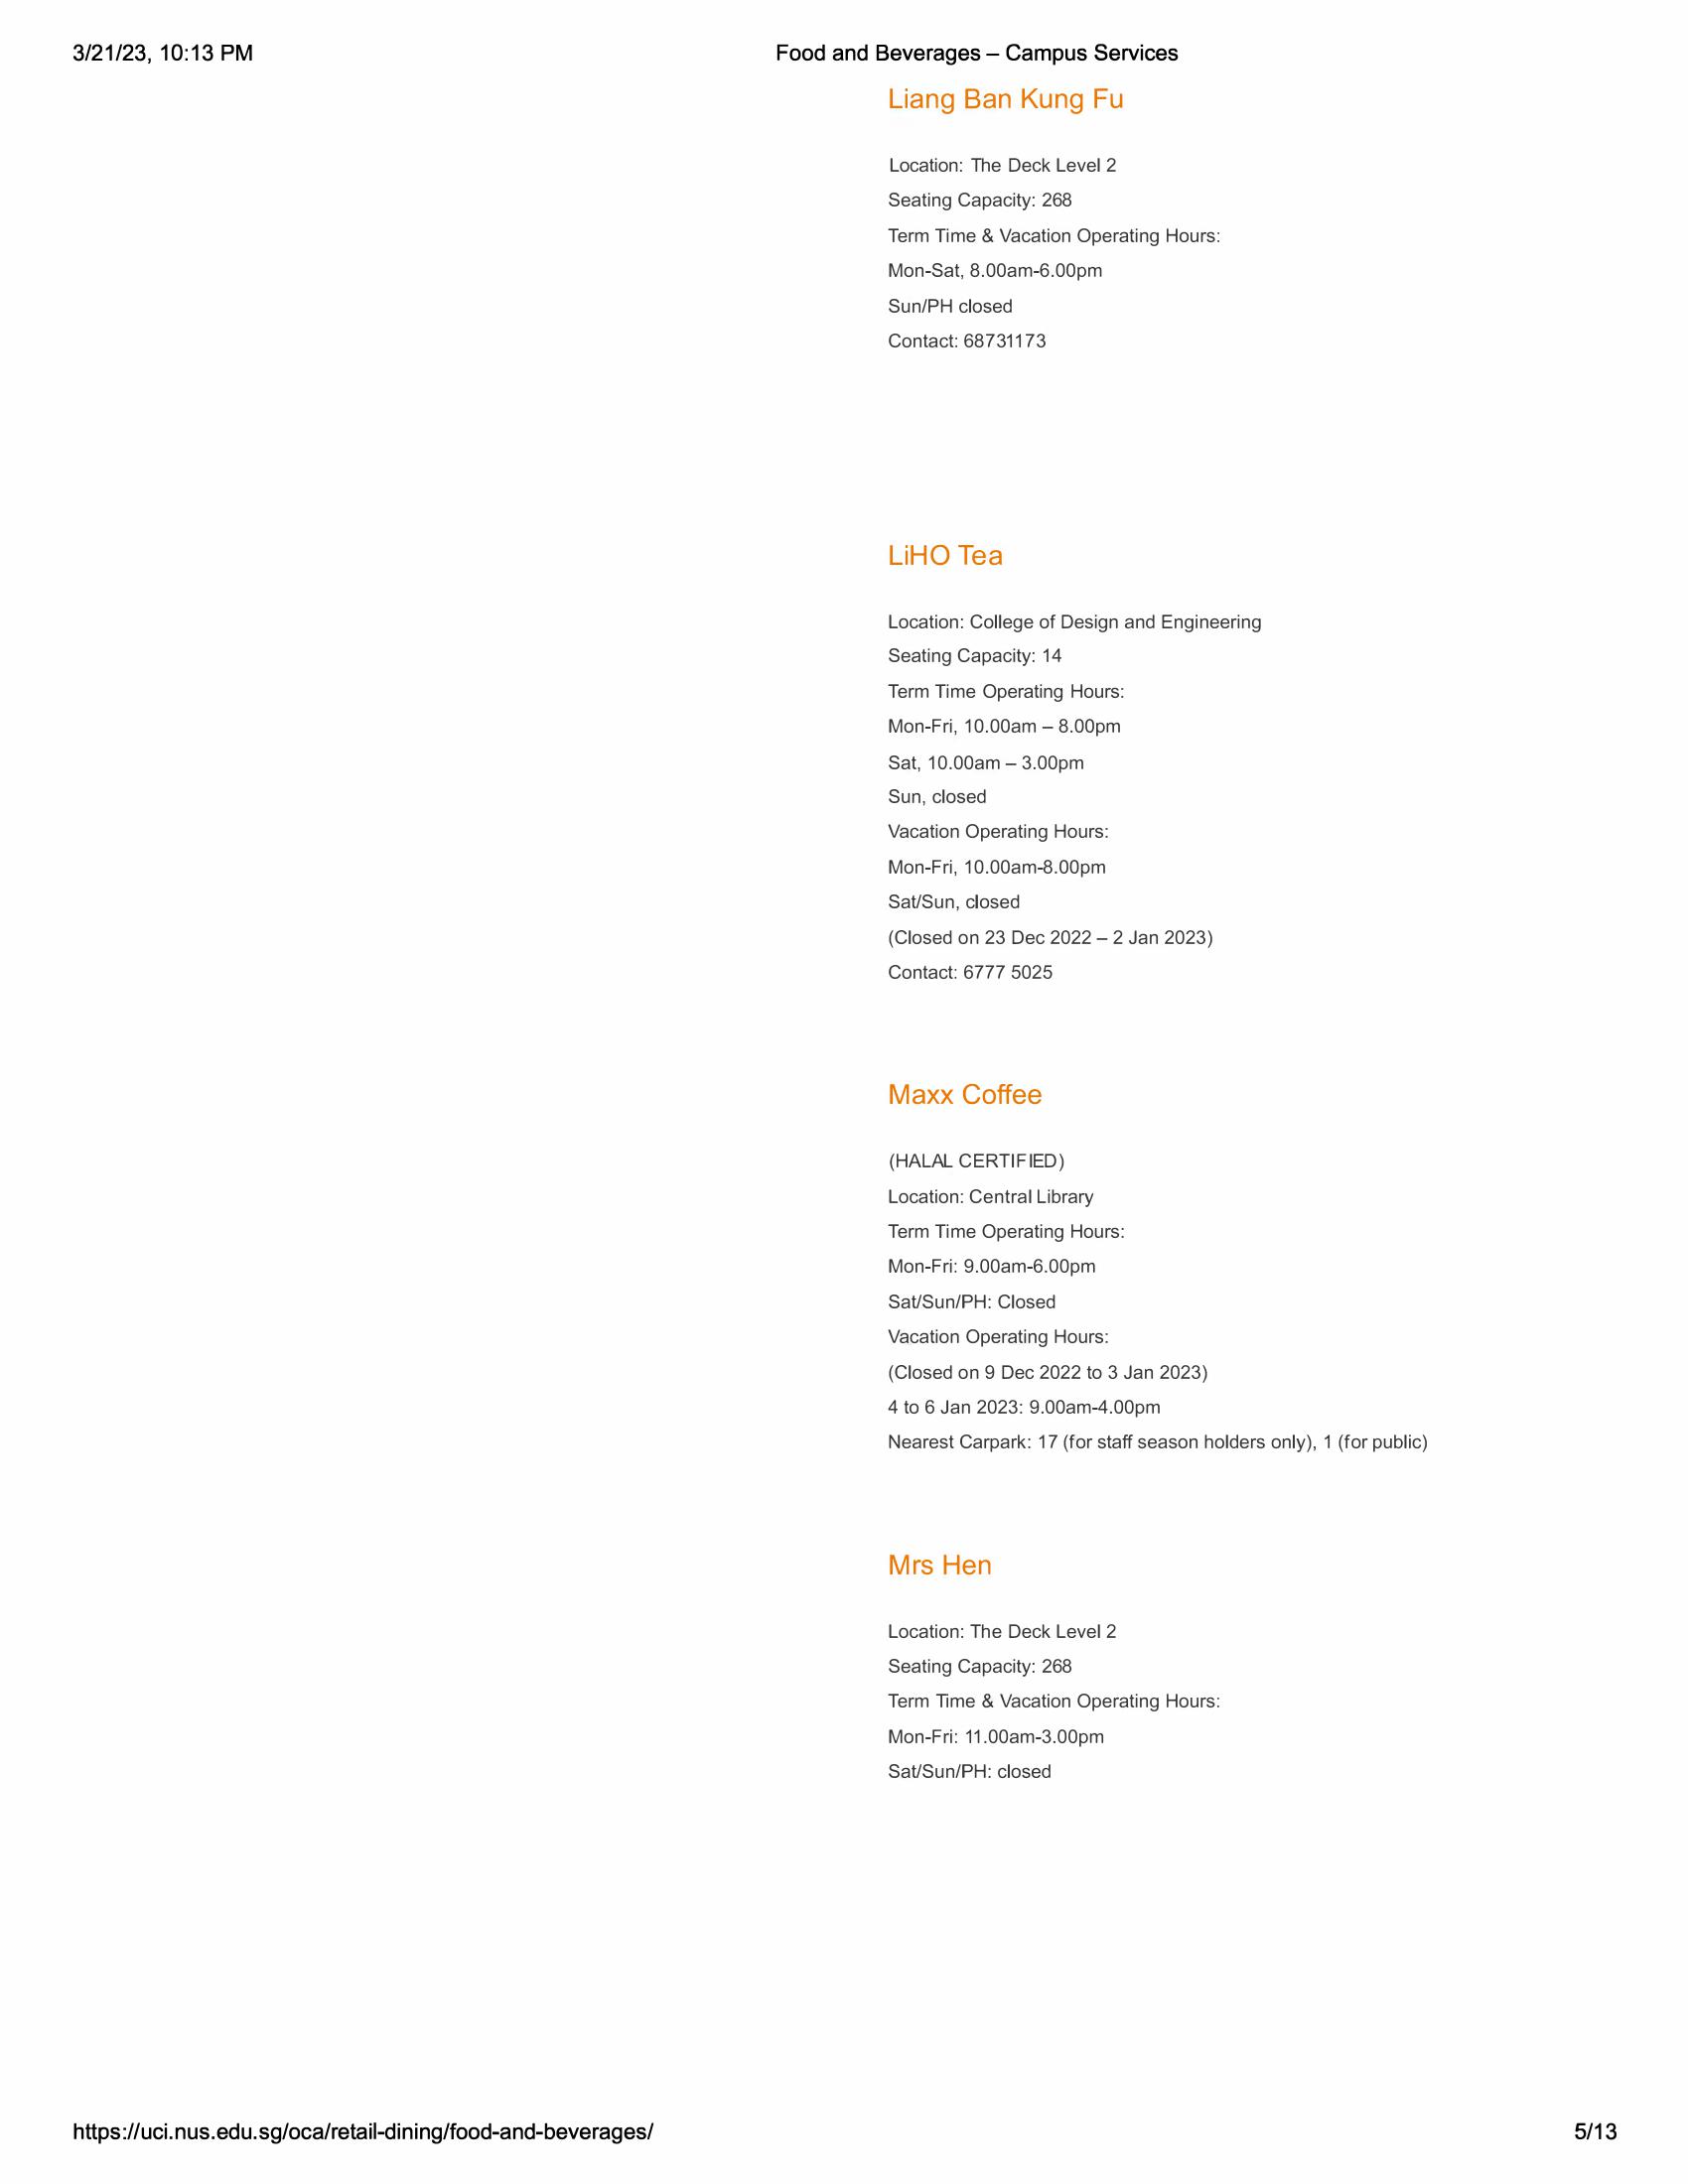 3/21/23, 10:13 PM
Food and Beverages – Campus Services
Liang Ban Kung Fu
Location: The Deck Level 2
Seating Capacity: 268
Term Time & Vacation Operating Hours:
Mon-Sat, 8.00am-6.00pm
Sun/PH closed
Contact: 68731173
LiHO Tea
Location: College of Design and Engineering
Seating Capacity: 14
Term Time Operating Hours:
Mon-Fri, 10.00am – 8.00pm
Sat, 10.00am – 3.00pm
Sun, closed
Vacation Operating Hours:
Mon-Fri, 10.00am-8.00pm
Sat/Sun, closed
(Closed on 23 Dec 2022 – 2 Jan 2023)
Contact: 6777 5025
Maxx Coffee
(HALAL CERTIFIED)
Location: Central Library
Term Time Operating Hours:
Mon-Fri: 9.00am-6.00pm
Sat/Sun/PH: Closed
Vacation Operating Hours:
(Closed on 9 Dec 2022 to 3 Jan 2023)
4 to 6 Jan 2023: 9.00am-4.00pm
Nearest Carpark: 17 (for staff season holders only), 1 (for public)
Mrs Hen
Location: The Deck Level 2
Seating Capacity: 268
Term Time & Vacation Operating Hours:
Mon-Fri: 11.00am-3.00pm
Sat/Sun/PH: closed
https://uci.nus.edu.sg/oca/retail-dining/food-and-beverages/
5/13